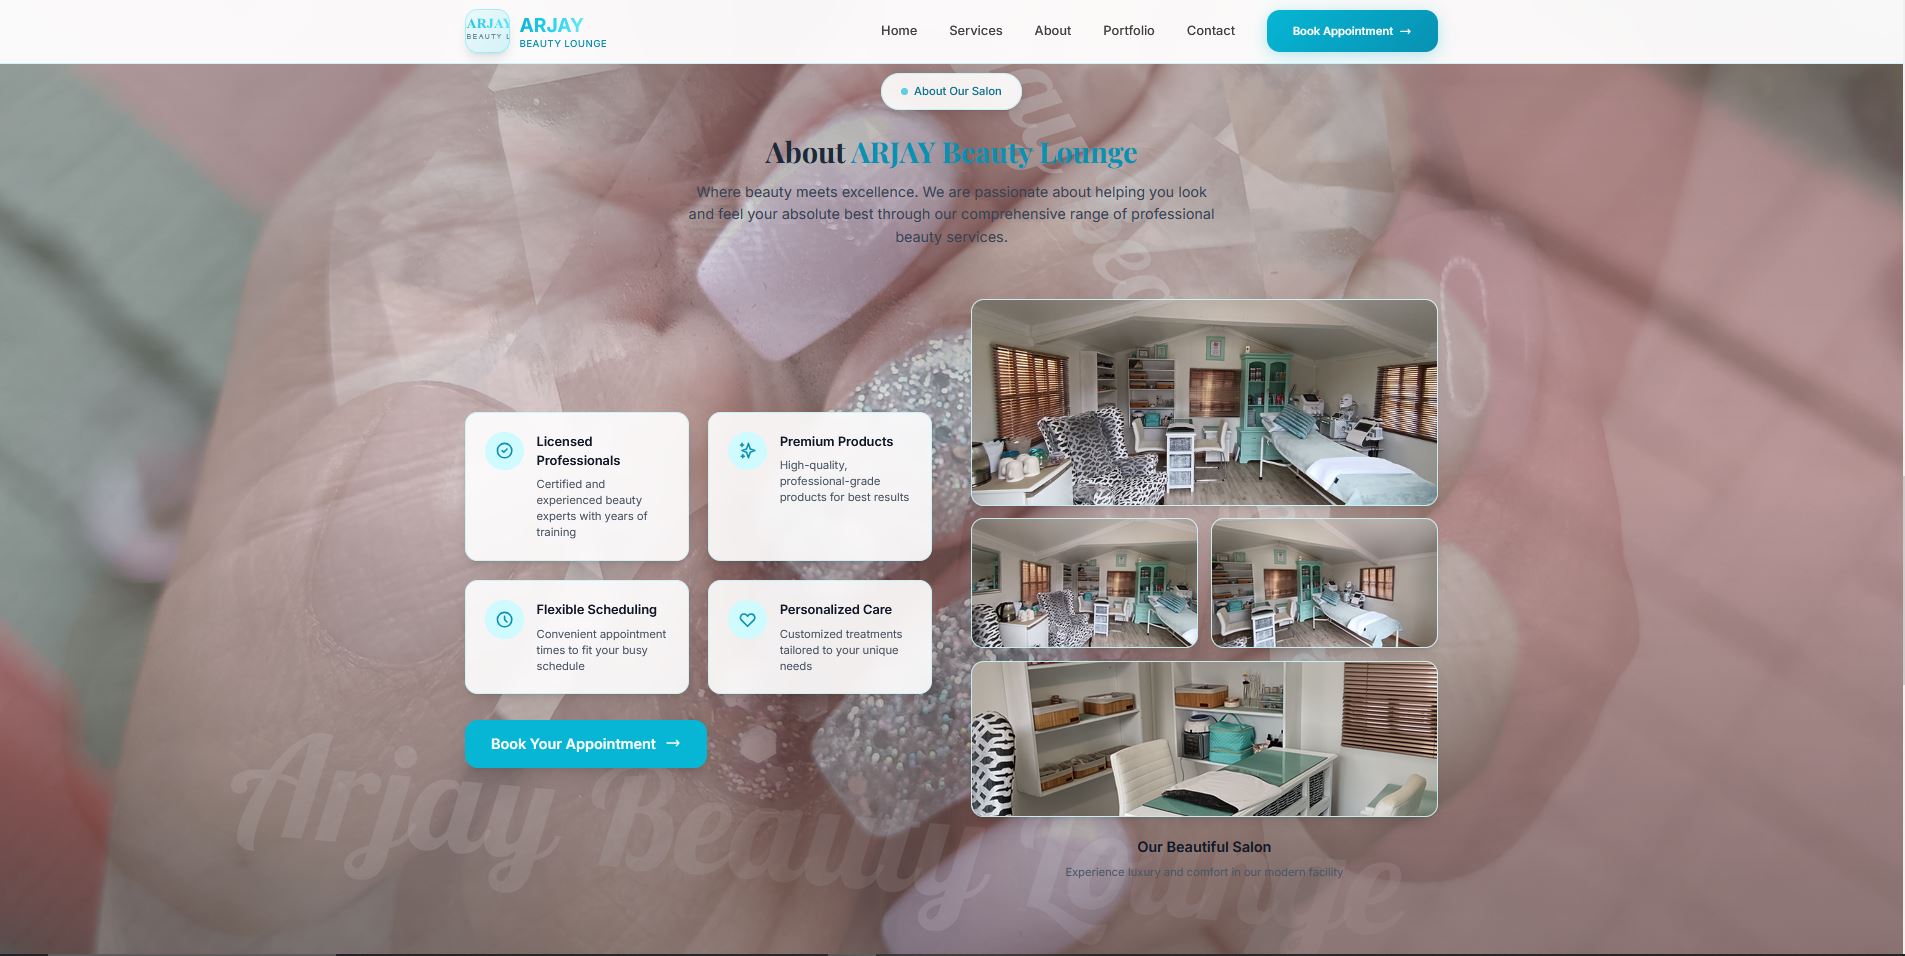 ARJAY
BEAUTY L
ARJAY
BEAUTY LOUNGE
Home
Services
About
Portfolio
Contact
Book Appointment →
About Our Salon
About ARJAY Beauty Lounge
Where beauty meets excellence. We are passionate about helping you look
and feel your absolute best through our comprehensive range of professional
beauty services.
Licensed
Professionals
Certified and
experienced beauty
experts with years of
training
Premium Products
High-quality,
professional-grade
products for best results
Flexible Scheduling
Convenient appointment
times to fit your busy
schedule
Personalized Care
Customized treatments
tailored to your unique
needs
Book Your Appointment →
Our Beautiful Salon
Experience luxury and comfort in our modern facility
Arjay Beauty Lounge